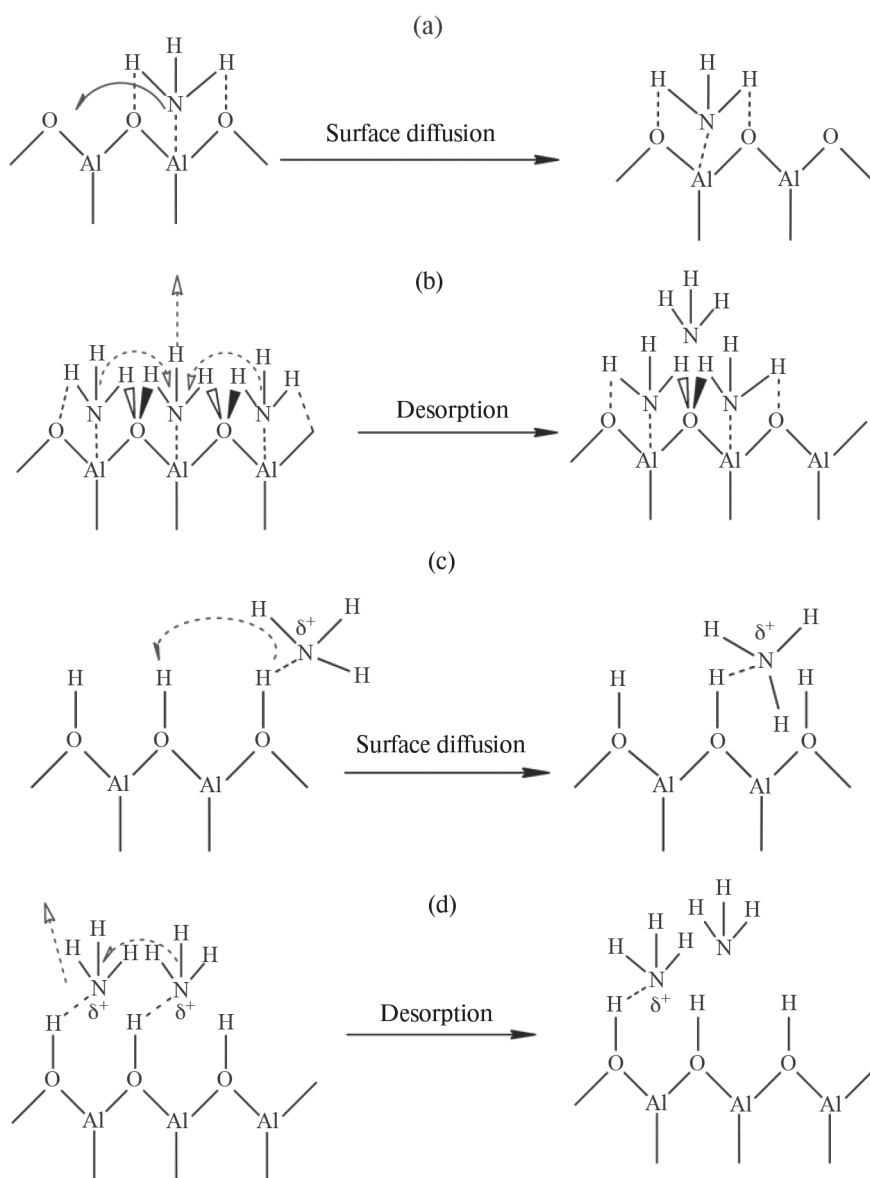 (a)
H
H H
N
O O O
Al Al
Surface diffusion
H
H H
N
O O O
Al Al
(b)
H H H
H H H H H H
N N N
O O O
Al Al Al
Desorption
H
H H
N
H H
H H H H
N N
O O O
Al Al Al
(c)
H H
δ+
N
H H H H
O O O
Al Al
Surface diffusion
H H
δ+
N
H H H
H
O O O
Al Al
(d)
H H
H H H H
N N
δ+ δ+
H H H
O O O
Al Al Al
Desorption
H
H H
H
H H N
N
δ+
H H H
O O O
Al Al Al